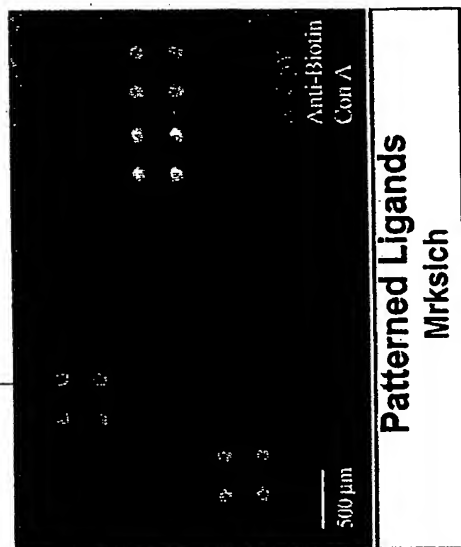 Anti-Biotin
Con A
500 µm
Patterned Ligands
Mrksich